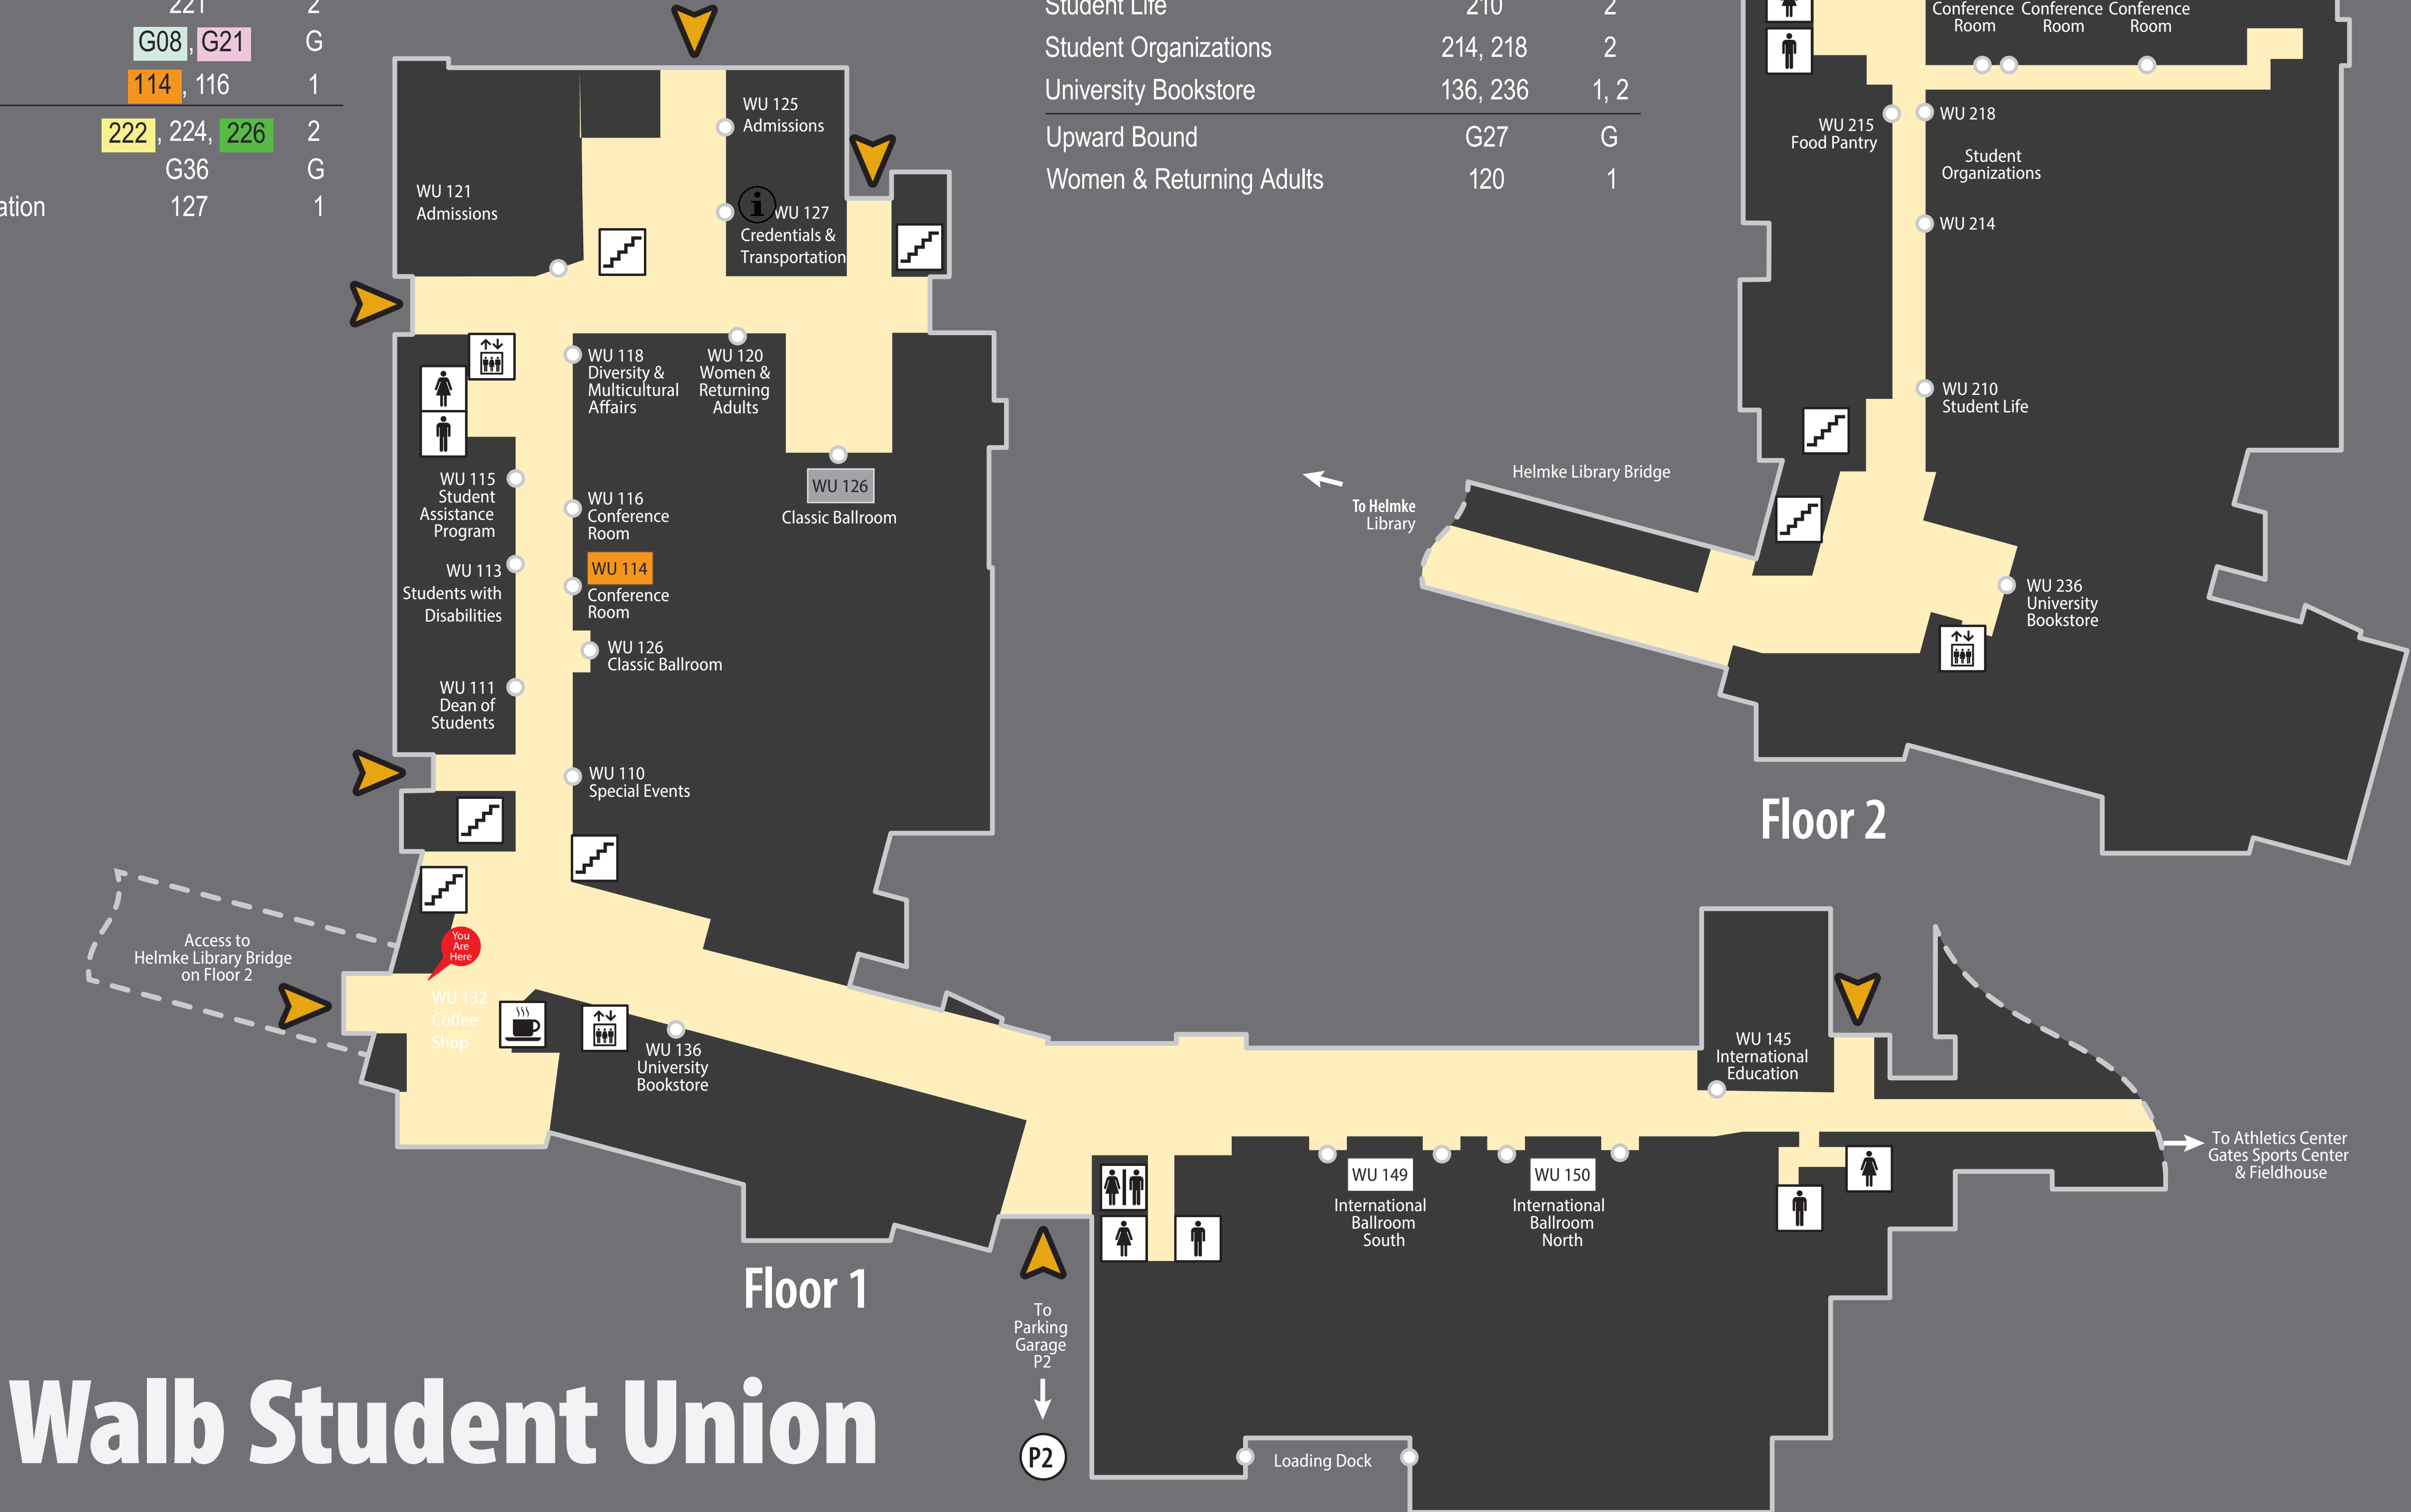 221 2
G08, G21 G
114, 116 1
222, 224, 226 2
G36 G
ation 127 1
Student Life 210 2
Student Organizations 214, 218 2
University Bookstore 136, 236 1, 2
Upward Bound G27 G
Women & Returning Adults 120 1
Conference
Room
Conference
Room
Conference
Room
WU 215
Food Pantry
WU 218
Student
Organizations
WU 214
WU 210
Student Life
Helmke Library Bridge
To Helmke
Library
WU 236
University
Bookstore
Floor 2
WU 125
Admissions
WU 121
Admissions
i
WU 127
Credentials &
Transportation
WU 118
Diversity &
Multicultural
Affairs
WU 120
Women &
Returning
Adults
WU 126
Classic Ballroom
WU 115
Student
Assistance
Program
WU 116
Conference
Room
WU 114
Conference
Room
WU 113
Students with
Disabilities
WU 126
Classic Ballroom
WU 111
Dean of
Students
WU 110
Special Events
You
Are
Here
Access to
Helmke Library Bridge
on Floor 2
WU 132
Coffee
Shop
WU 136
University
Bookstore
WU 145
International
Education
WU 149
International
Ballroom
South
WU 150
International
Ballroom
North
To Athletics Center
Gates Sports Center
& Fieldhouse
Floor 1
To
Parking
Garage
P2
P2
Loading Dock
Walb Student Union